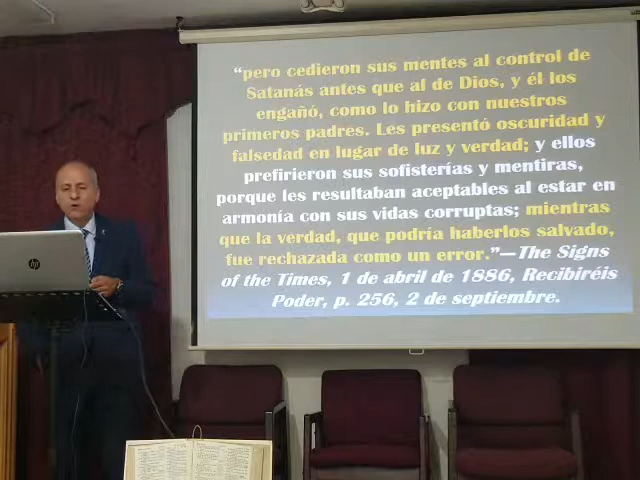 “pero cedieron sus mentes al control de
Satanás antes que al de Dios, y él los
engañó, como lo hizo con nuestros
primeros padres. Les presentó oscuridad y
falsedad en lugar de luz y verdad; y ellos
prefirieron sus sofisterías y mentiras,
porque les resultaban aceptables al estar en
armonía con sus vidas corruptas; mientras
que la verdad, que podría haberlos salvado,
fue rechazada como un error.”—The Signs
of the Times, 1 de abril de 1886, Recibiréis
Poder, p. 256, 2 de septiembre.
hp